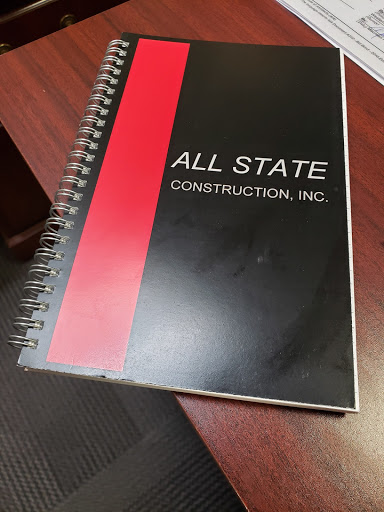 ALL STATE
CONSTRUCTION, INC.